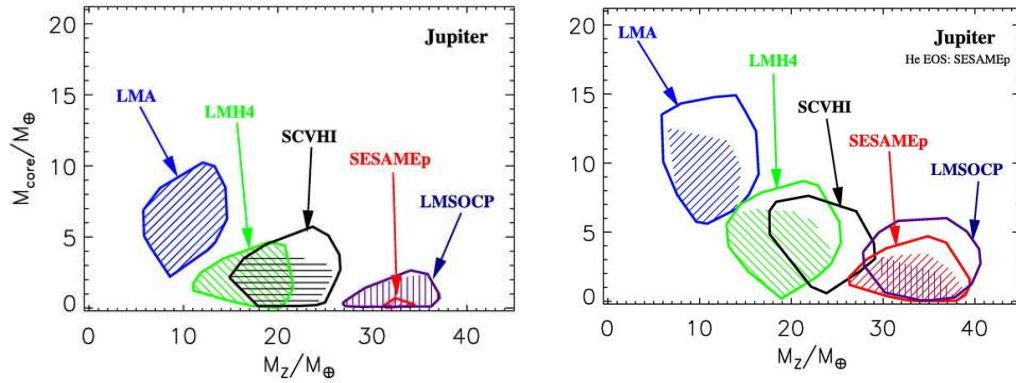 20
15
10
5
0
M_core/M_⊕
0
10
20
30
40
M_Z/M_⊕
Jupiter
LMA
LMH4
SCVHI
SESAMEp
LMSOCP
20
15
10
5
0
M_core/M_⊕
0
10
20
30
40
M_Z/M_⊕
Jupiter
He EOS: SESAMEp
LMA
LMH4
SCVHI
SESAMEp
LMSOCP